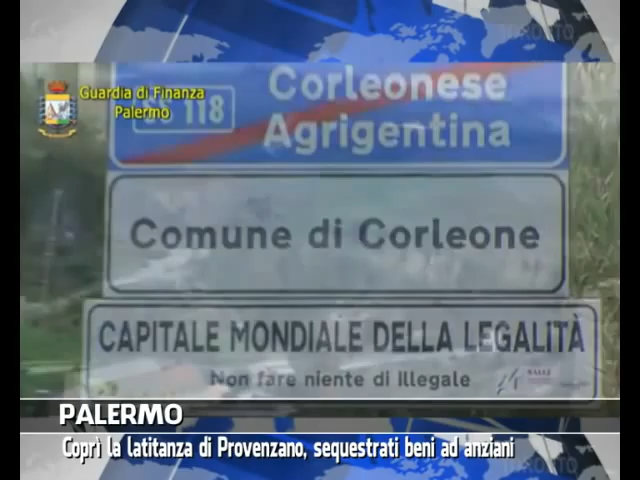 Guardia di Finanza
Palermo
SS 118
Corleonese
Agrigentina
Comune di Corleone
CAPITALE MONDIALE DELLA LEGALITÀ
Non fare niente di Illegale
PALERMO
Coprì la latitanza di Provenzano, sequestrati beni ad anziani